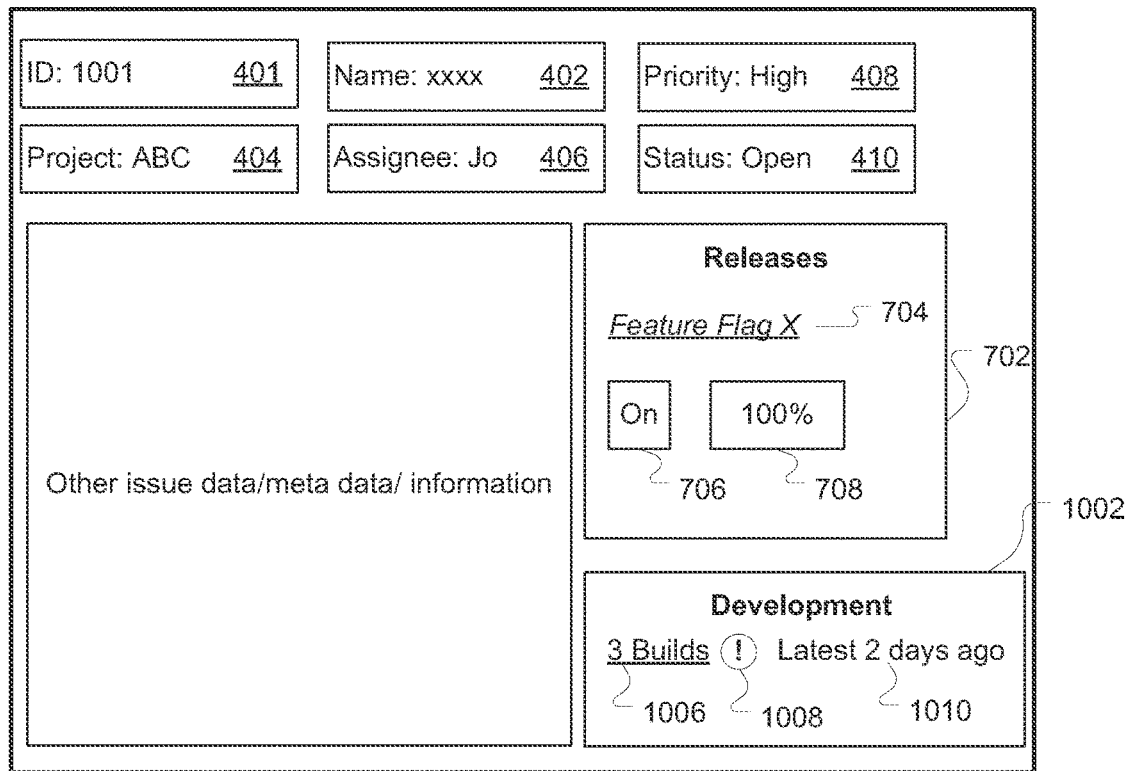 ID: 1001 401
Name: xxxx 402
Priority: High 408
Project: ABC 404
Assignee: Jo 406
Status: Open 410
Releases
Feature Flag X 704
702
On 100%
Other issue data/meta data/ information
706 708
1002
Development
3 Builds ! Latest 2 days ago
1006 1008 1010